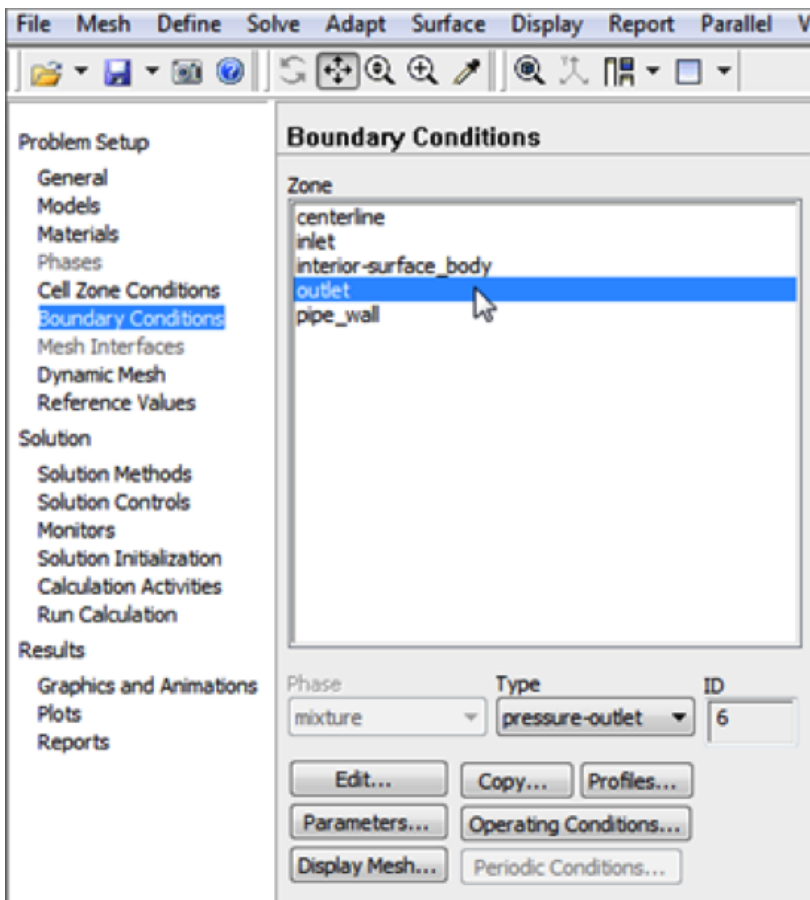 File Mesh Define Solve Adapt Surface Display Report Parallel V
Problem Setup
General
Models
Materials
Phases
Cell Zone Conditions
Boundary Conditions
Mesh Interfaces
Dynamic Mesh
Reference Values
Solution
Solution Methods
Solution Controls
Monitors
Solution Initialization
Calculation Activities
Run Calculation
Results
Graphics and Animations
Plots
Reports
Boundary Conditions
Zone
centerline
inlet
interior-surface_body
outlet
pipe_wall
Phase Type ID
mixture pressure-outlet 6
Edit... Copy... Profiles...
Parameters... Operating Conditions...
Display Mesh... Periodic Conditions...